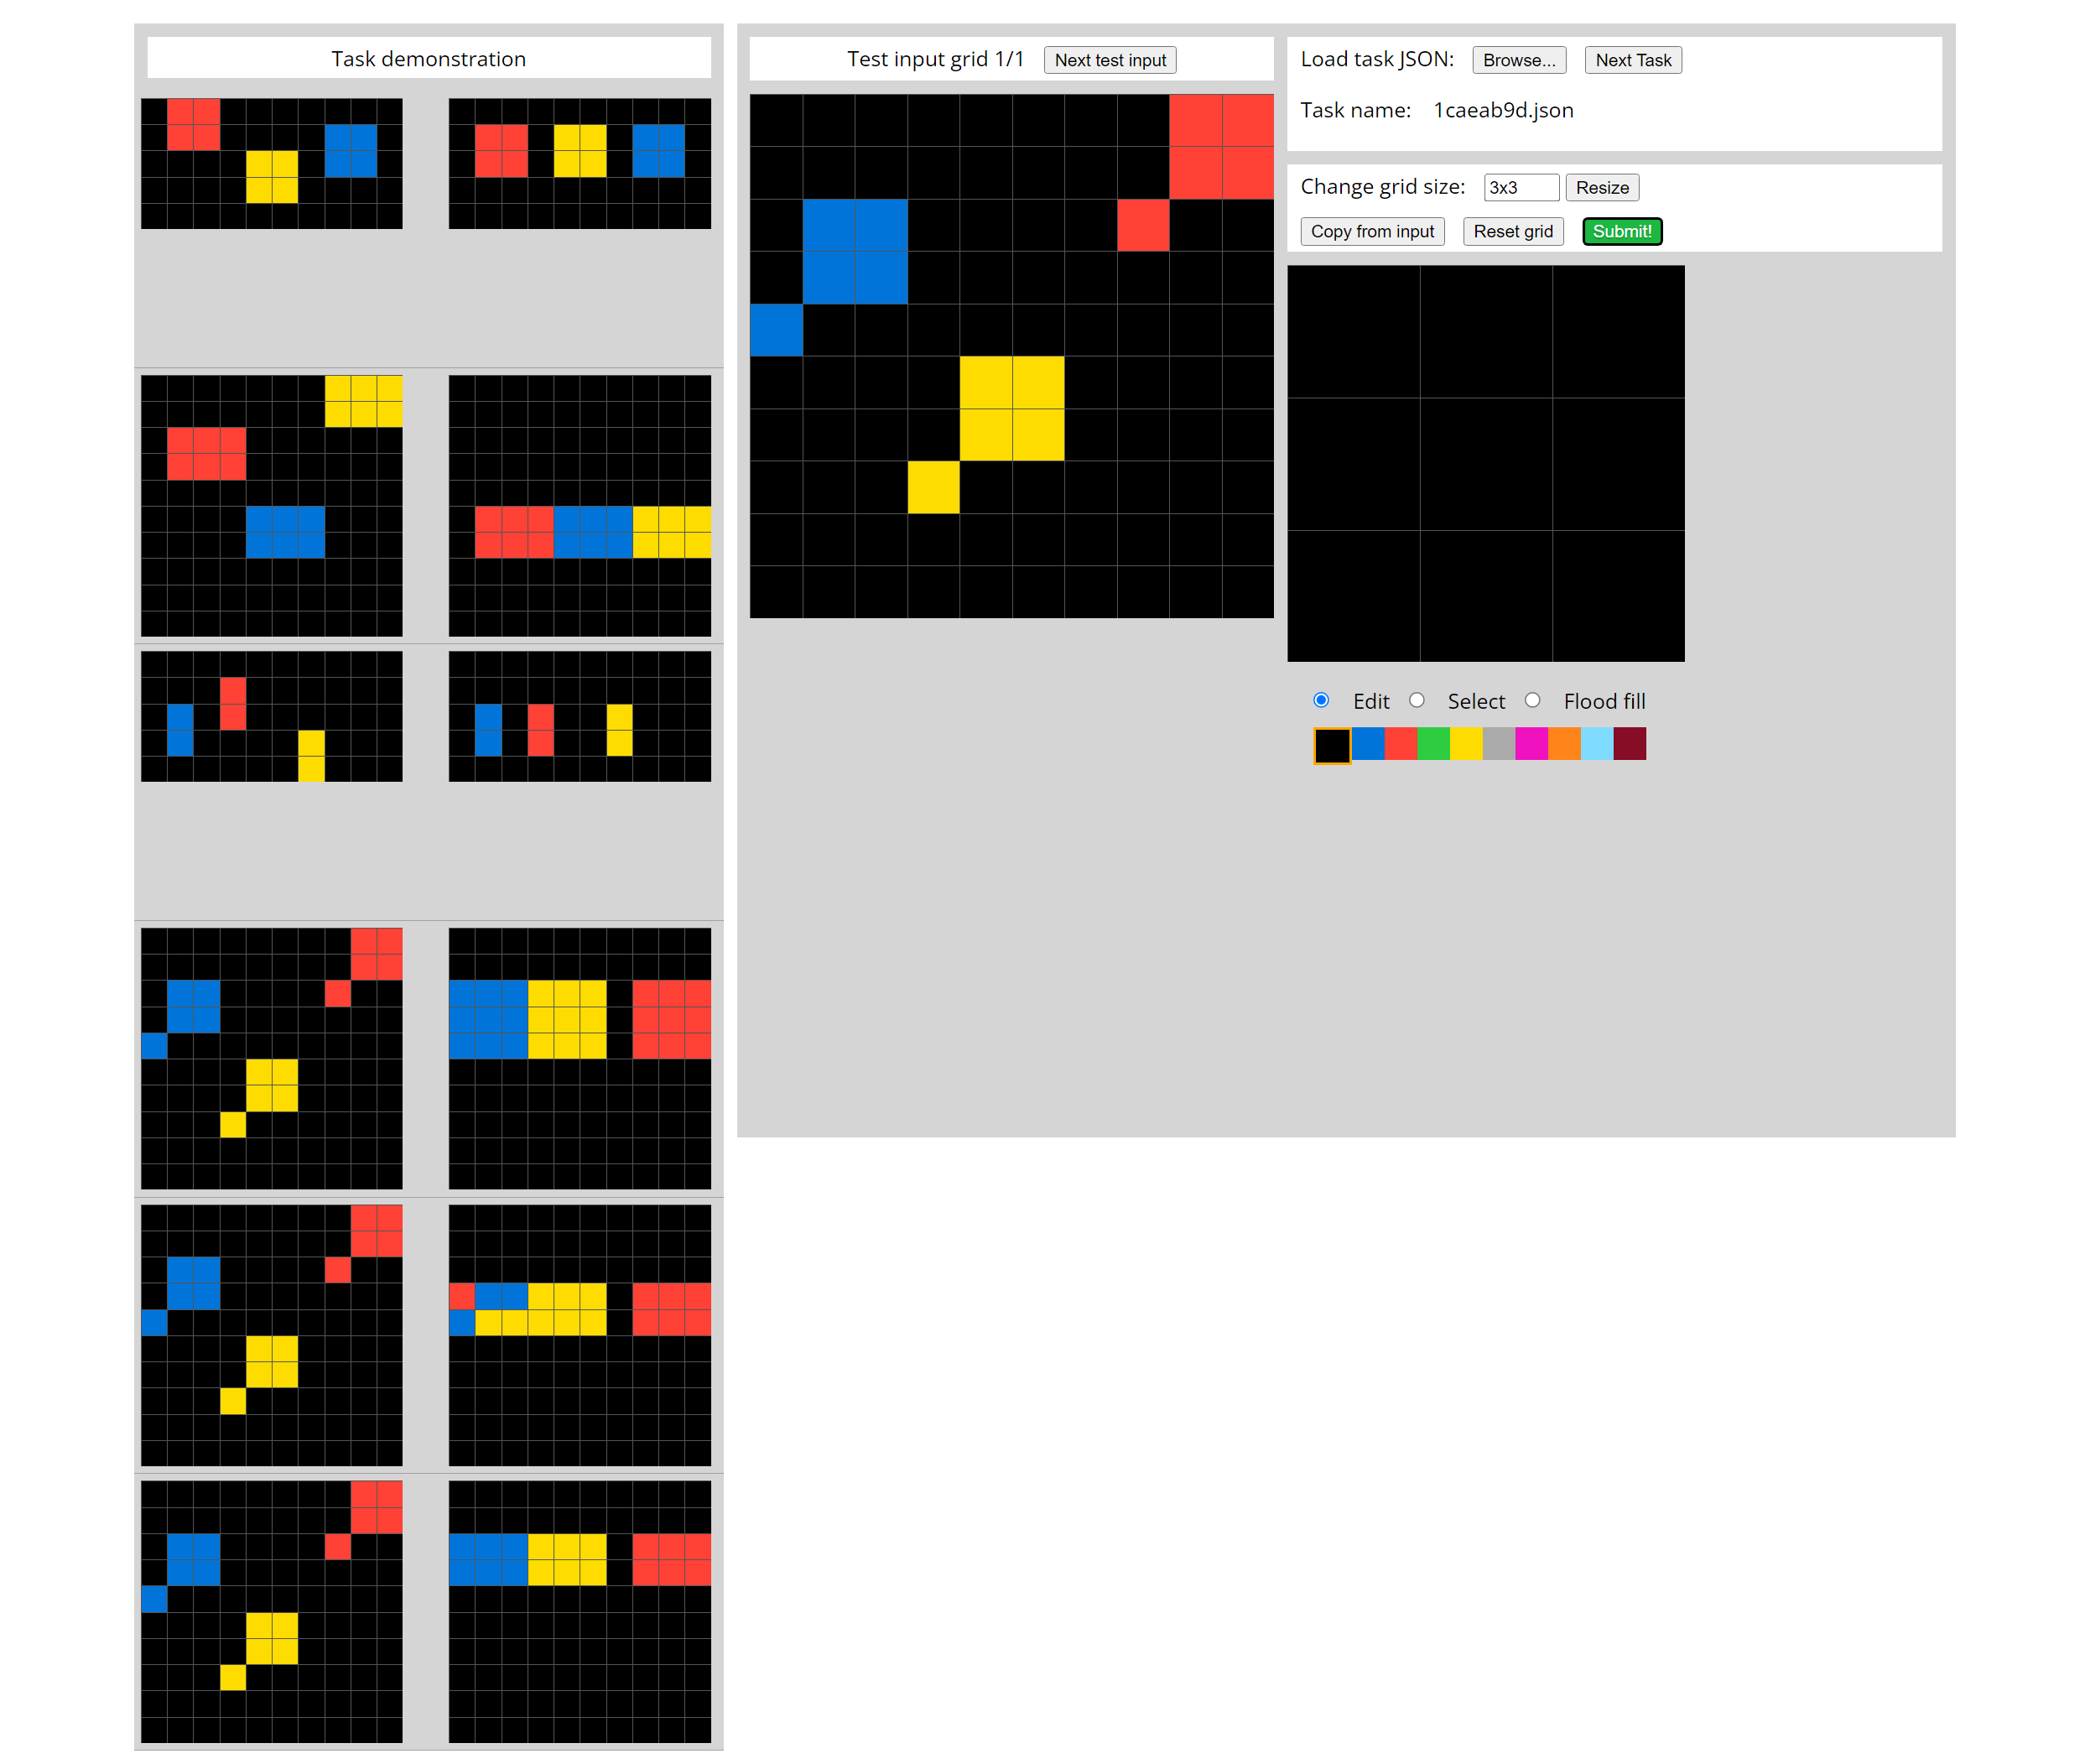 Task demonstration
Test input grid 1/1 Next test input
Load task JSON: Browse... Next Task
Task name: 1caeab9d.json
Change grid size: 3x3 Resize
Copy from input Reset grid Submit!
Edit Select Flood fill